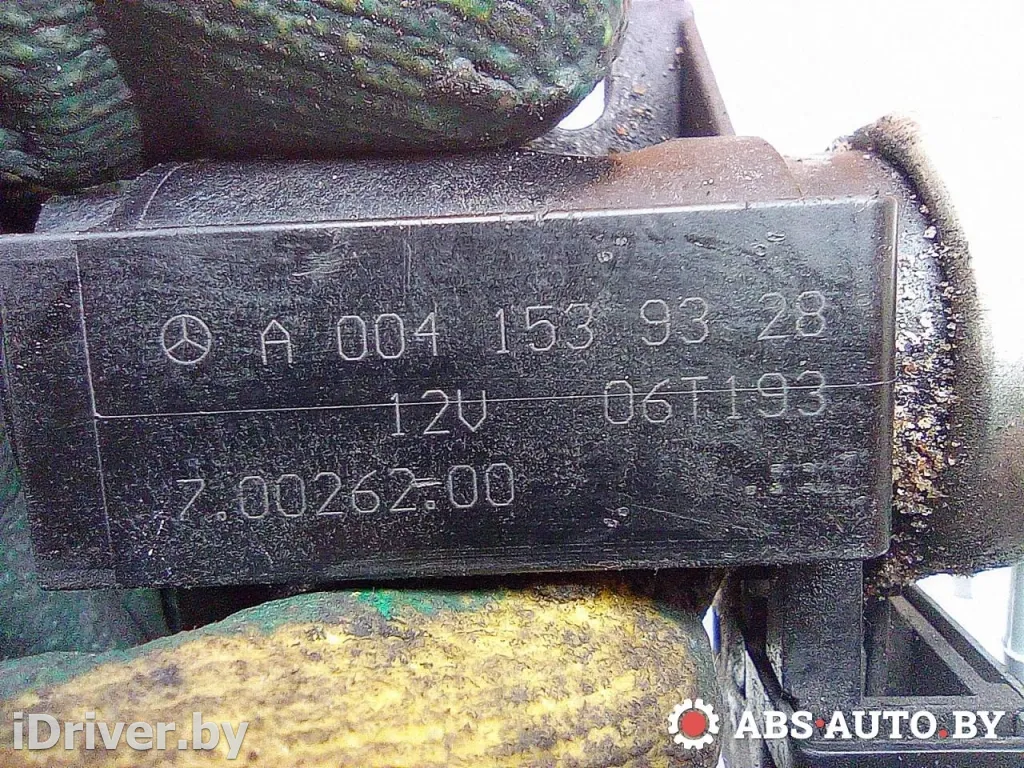 A 004 153 93 28
12V 06T193
7.00262-00
iDriver.by
ABS-AUTO.BY